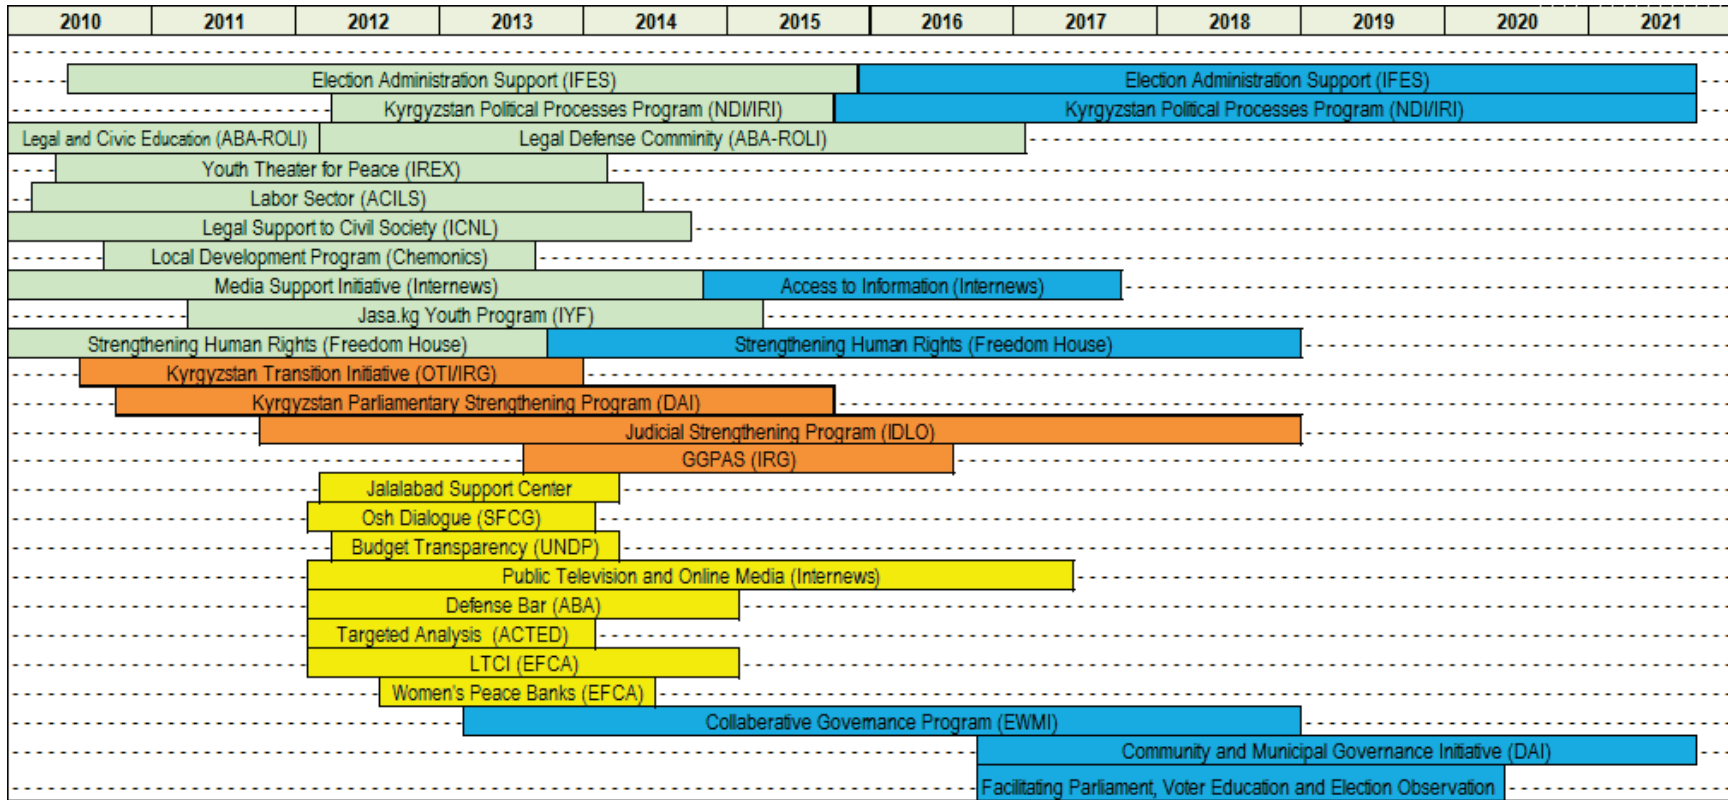 2010 2011 2012 2013 2014 2015 2016 2017 2018 2019 2020 2021
Election Administration Support (IFES) Election Administration Support (IFES)
Kyrgyzstan Political Processes Program (NDI/IRI) Kyrgyzstan Political Processes Program (NDI/IRI)
Legal and Civic Education (ABA-ROLI) Legal Defense Comminity (ABA-ROLI)
Youth Theater for Peace (IREX)
Labor Sector (ACILS)
Legal Support to Civil Society (ICNL)
Local Development Program (Chemonics)
Media Support Initiative (Internews) Access to Information (Internews)
Jasa.kg Youth Program (IYF)
Strengthening Human Rights (Freedom House) Strengthening Human Rights (Freedom House)
Kyrgyzstan Transition Initiative (OTI/IRG)
Kyrgyzstan Parliamentary Strengthening Program (DAI)
Judicial Strengthening Program (IDLO)
GGPAS (IRG)
Jalalabad Support Center
Osh Dialogue (SFCG)
Budget Transparency (UNDP)
Public Television and Online Media (Internews)
Defense Bar (ABA)
Targeted Analysis (ACTED)
LTCI (EFCA)
Women's Peace Banks (EFCA)
Collaberative Governance Program (EWMI)
Community and Municipal Governance Initiative (DAI)
Facilitating Parliament, Voter Education and Election Observation